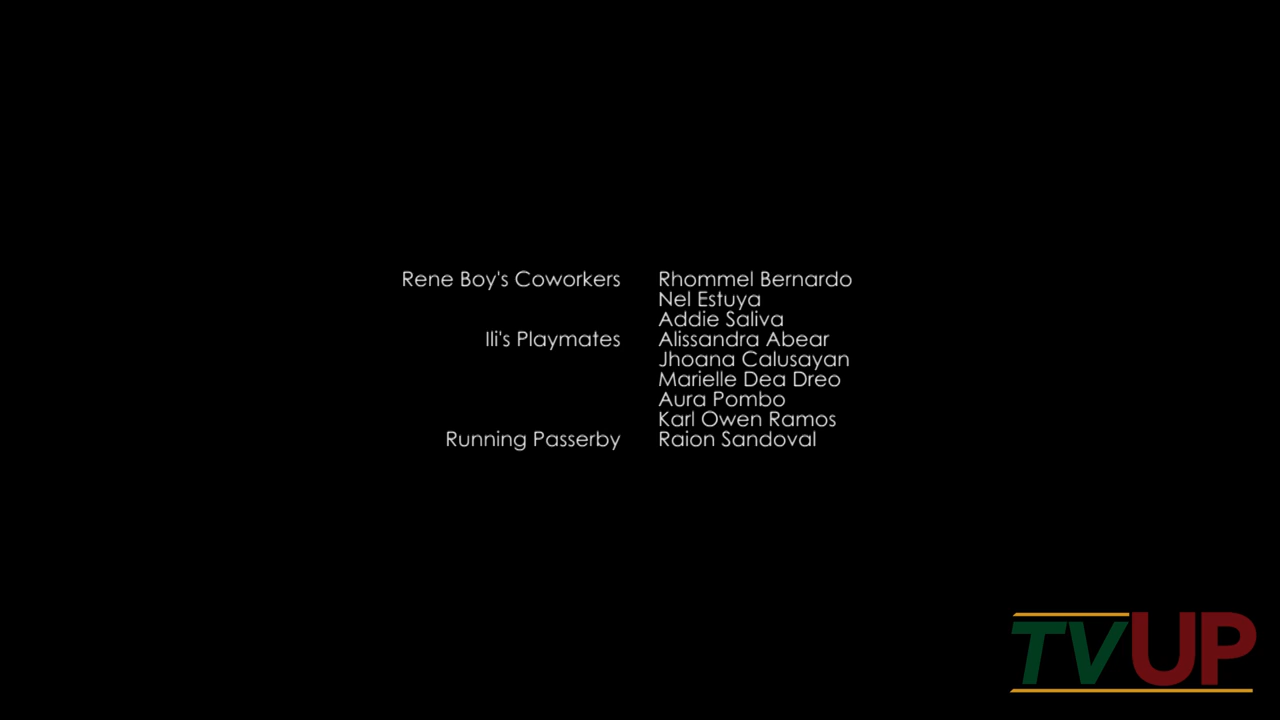 Rene Boy's Coworkers Rhommel Bernardo
Nel Estuya
Addie Saliva
Ili's Playmates Alissandra Abear
Jhoana Calusayan
Marielle Dea Dreo
Aura Pombo
Karl Owen Ramos
Running Passerby Raion Sandoval
TVUP